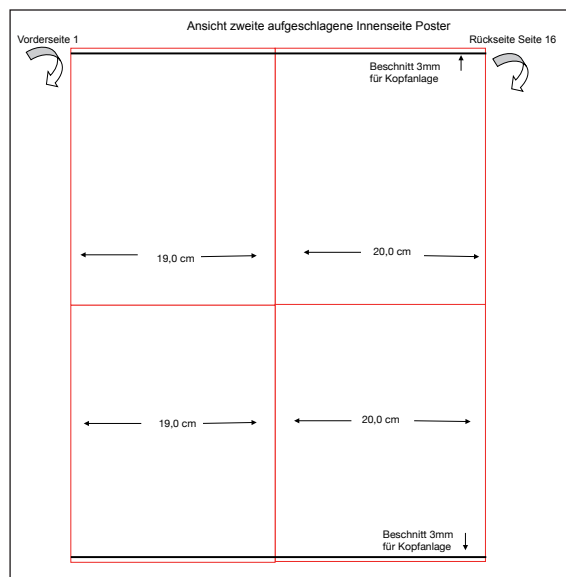 Ansicht zweite aufgeschlagene Innenseite Poster
Vorderseite 1
Rückseite Seite 16
Beschnitt 3mm
für Kopfanlage
19,0 cm
20,0 cm
19,0 cm
20,0 cm
Beschnitt 3mm
für Kopfanlage